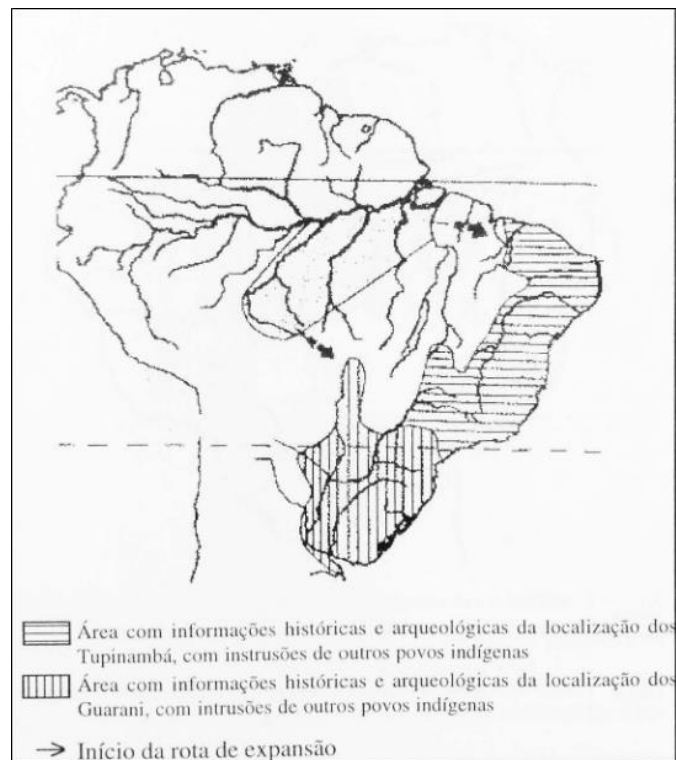 Área com informações históricas e arqueológicas da localização dos
Tupinambá, com instrusões de outros povos indígenas
Área com informações históricas e arqueológicas da localização dos
Guarani, com intrusões de outros povos indígenas
Início da rota de expansão